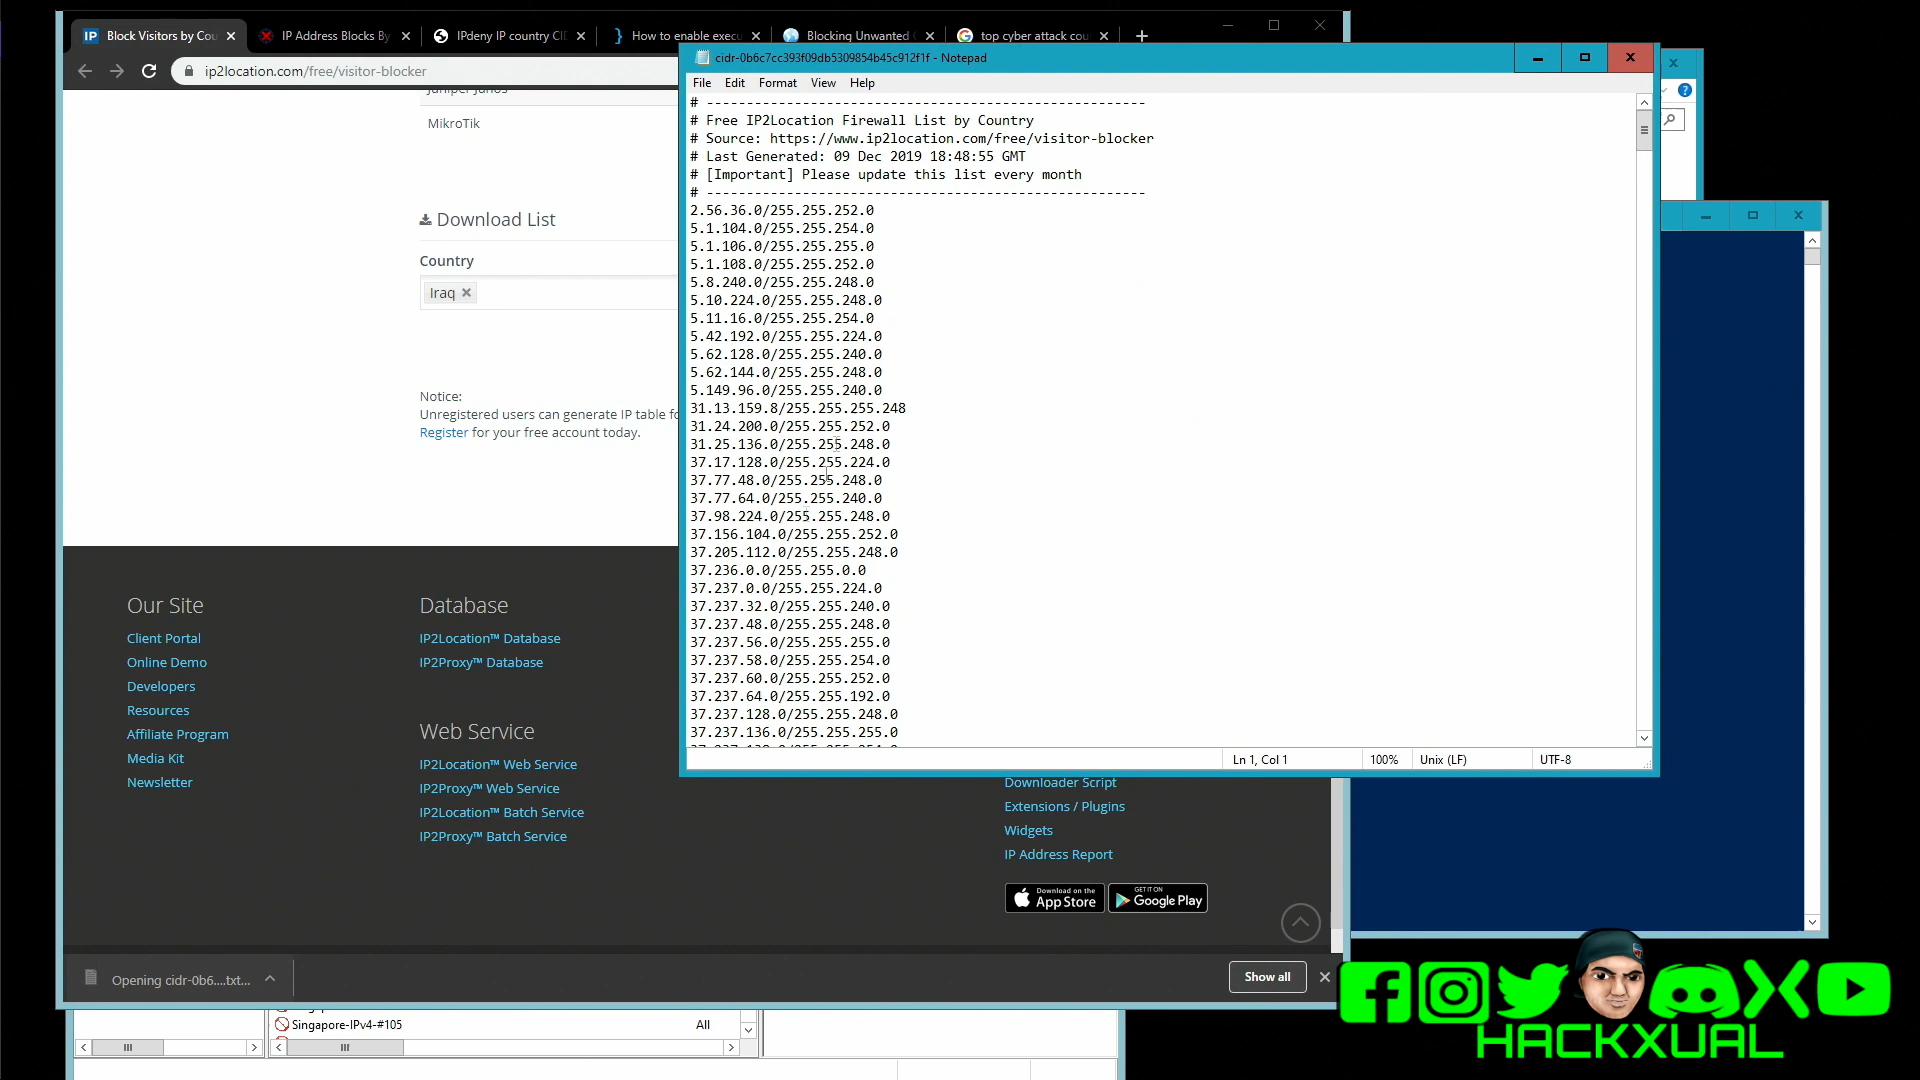 Block Visitors by Cou
IP Address Blocks By
IPdeny IP country CI
How to enable exec
Blocking Unwanted
top cyber attack cou
ip2location.com/free/visitor-blocker
MikroTik
Download List
Country
Iraq
Notice:
Unregistered users can generate IP table fo
Register for your free account today.
cidr-0b6c7cc393f09db5309854b45c912f1f - Notepad
File Edit Format View Help
# -------------------------------------------------------
# Free IP2Location Firewall List by Country
# Source: https://www.ip2location.com/free/visitor-blocker
# Last Generated: 09 Dec 2019 18:48:55 GMT
# [Important] Please update this list every month
# -------------------------------------------------------
2.56.36.0/255.255.252.0
5.1.104.0/255.255.254.0
5.1.106.0/255.255.255.0
5.1.108.0/255.255.252.0
5.8.240.0/255.255.248.0
5.10.224.0/255.255.248.0
5.11.16.0/255.255.254.0
5.42.192.0/255.255.224.0
5.62.128.0/255.255.240.0
5.62.144.0/255.255.248.0
5.149.96.0/255.255.240.0
31.13.159.8/255.255.255.248
31.24.200.0/255.255.252.0
31.25.136.0/255.255.248.0
37.17.128.0/255.255.224.0
37.77.48.0/255.255.248.0
37.77.64.0/255.255.240.0
37.98.224.0/255.255.248.0
37.156.104.0/255.255.252.0
37.205.112.0/255.255.248.0
37.236.0.0/255.255.0.0
37.237.0.0/255.255.224.0
37.237.32.0/255.255.240.0
37.237.48.0/255.255.248.0
37.237.56.0/255.255.255.0
37.237.58.0/255.255.254.0
37.237.60.0/255.255.252.0
37.237.64.0/255.255.192.0
37.237.128.0/255.255.248.0
37.237.136.0/255.255.255.0
Ln 1, Col 1
100%
Unix (LF)
UTF-8
Our Site
Client Portal
Online Demo
Developers
Resources
Affiliate Program
Media Kit
Newsletter
Database
IP2Location™ Database
IP2Proxy™ Database
Web Service
IP2Location™ Web Service
IP2Proxy™ Web Service
IP2Location™ Batch Service
IP2Proxy™ Batch Service
Downloader Script
Extensions / Plugins
Widgets
IP Address Report
Download on the
App Store
GET IT ON
Google Play
Opening cidr-0b6....txt...
Show all
Singapore-IPv4-#105
All
HACKXUAL